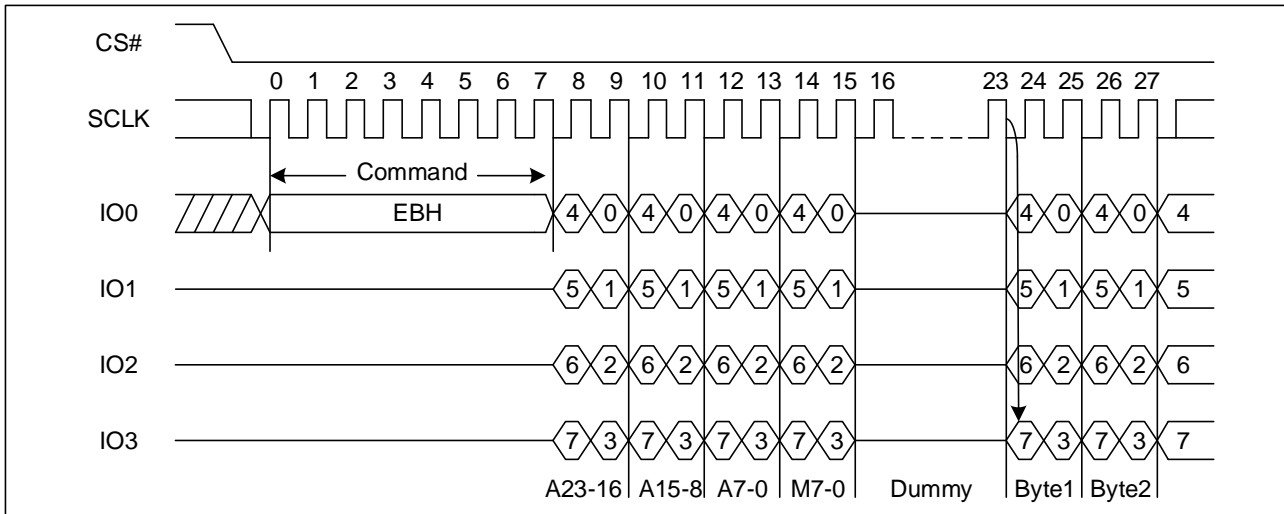 CS#
0 1 2 3 4 5 6 7 8 9 10 11 12 13 14 15 16 23 24 25 26 27
SCLK
Command
IO0 EBH 4 0 4 0 4 0 4 0 4 0 4 0 4
IO1 5 1 5 1 5 1 5 1 5 1 5 1 5
IO2 6 2 6 2 6 2 6 2 6 2 6 2 6
IO3 7 3 7 3 7 3 7 3 7 3 7 3 7
A23-16 A15-8 A7-0 M7-0 Dummy Byte1 Byte2